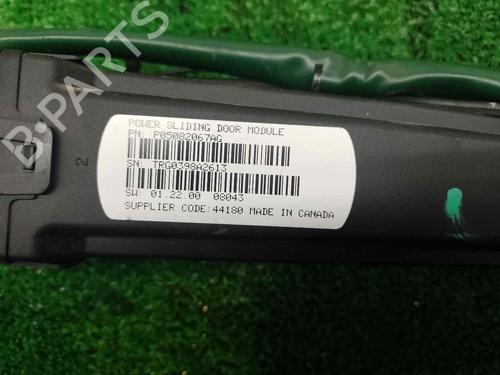 B-PARTS
POWER SLIDING DOOR MODULE
PN: P05082067AG
SN: TRG0398A2613
SW: 01.22.00 08043
SUPPLIER CODE: 44180 MADE IN CANADA
2